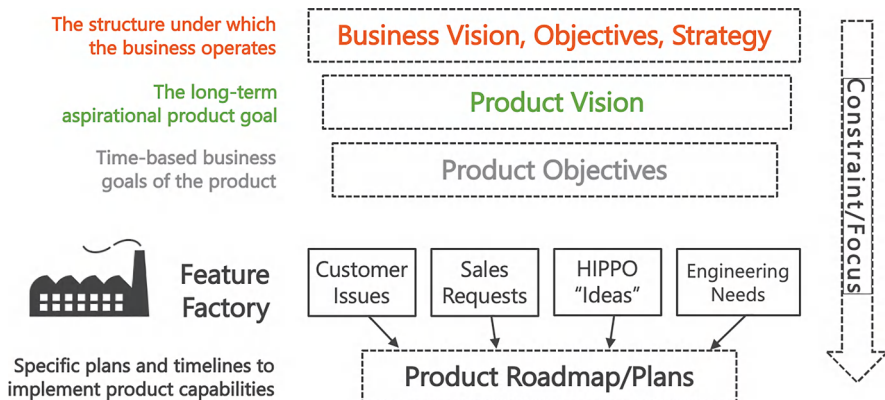 The structure under which
the business operates
Business Vision, Objectives, Strategy
The long-term
aspirational product goal
Product Vision
Time-based business
goals of the product
Product Objectives
Constraint/Focus
Feature
Factory
Customer
Issues
Sales
Requests
HIPPO
“Ideas”
Engineering
Needs
Specific plans and timelines to
implement product capabilities
Product Roadmap/Plans